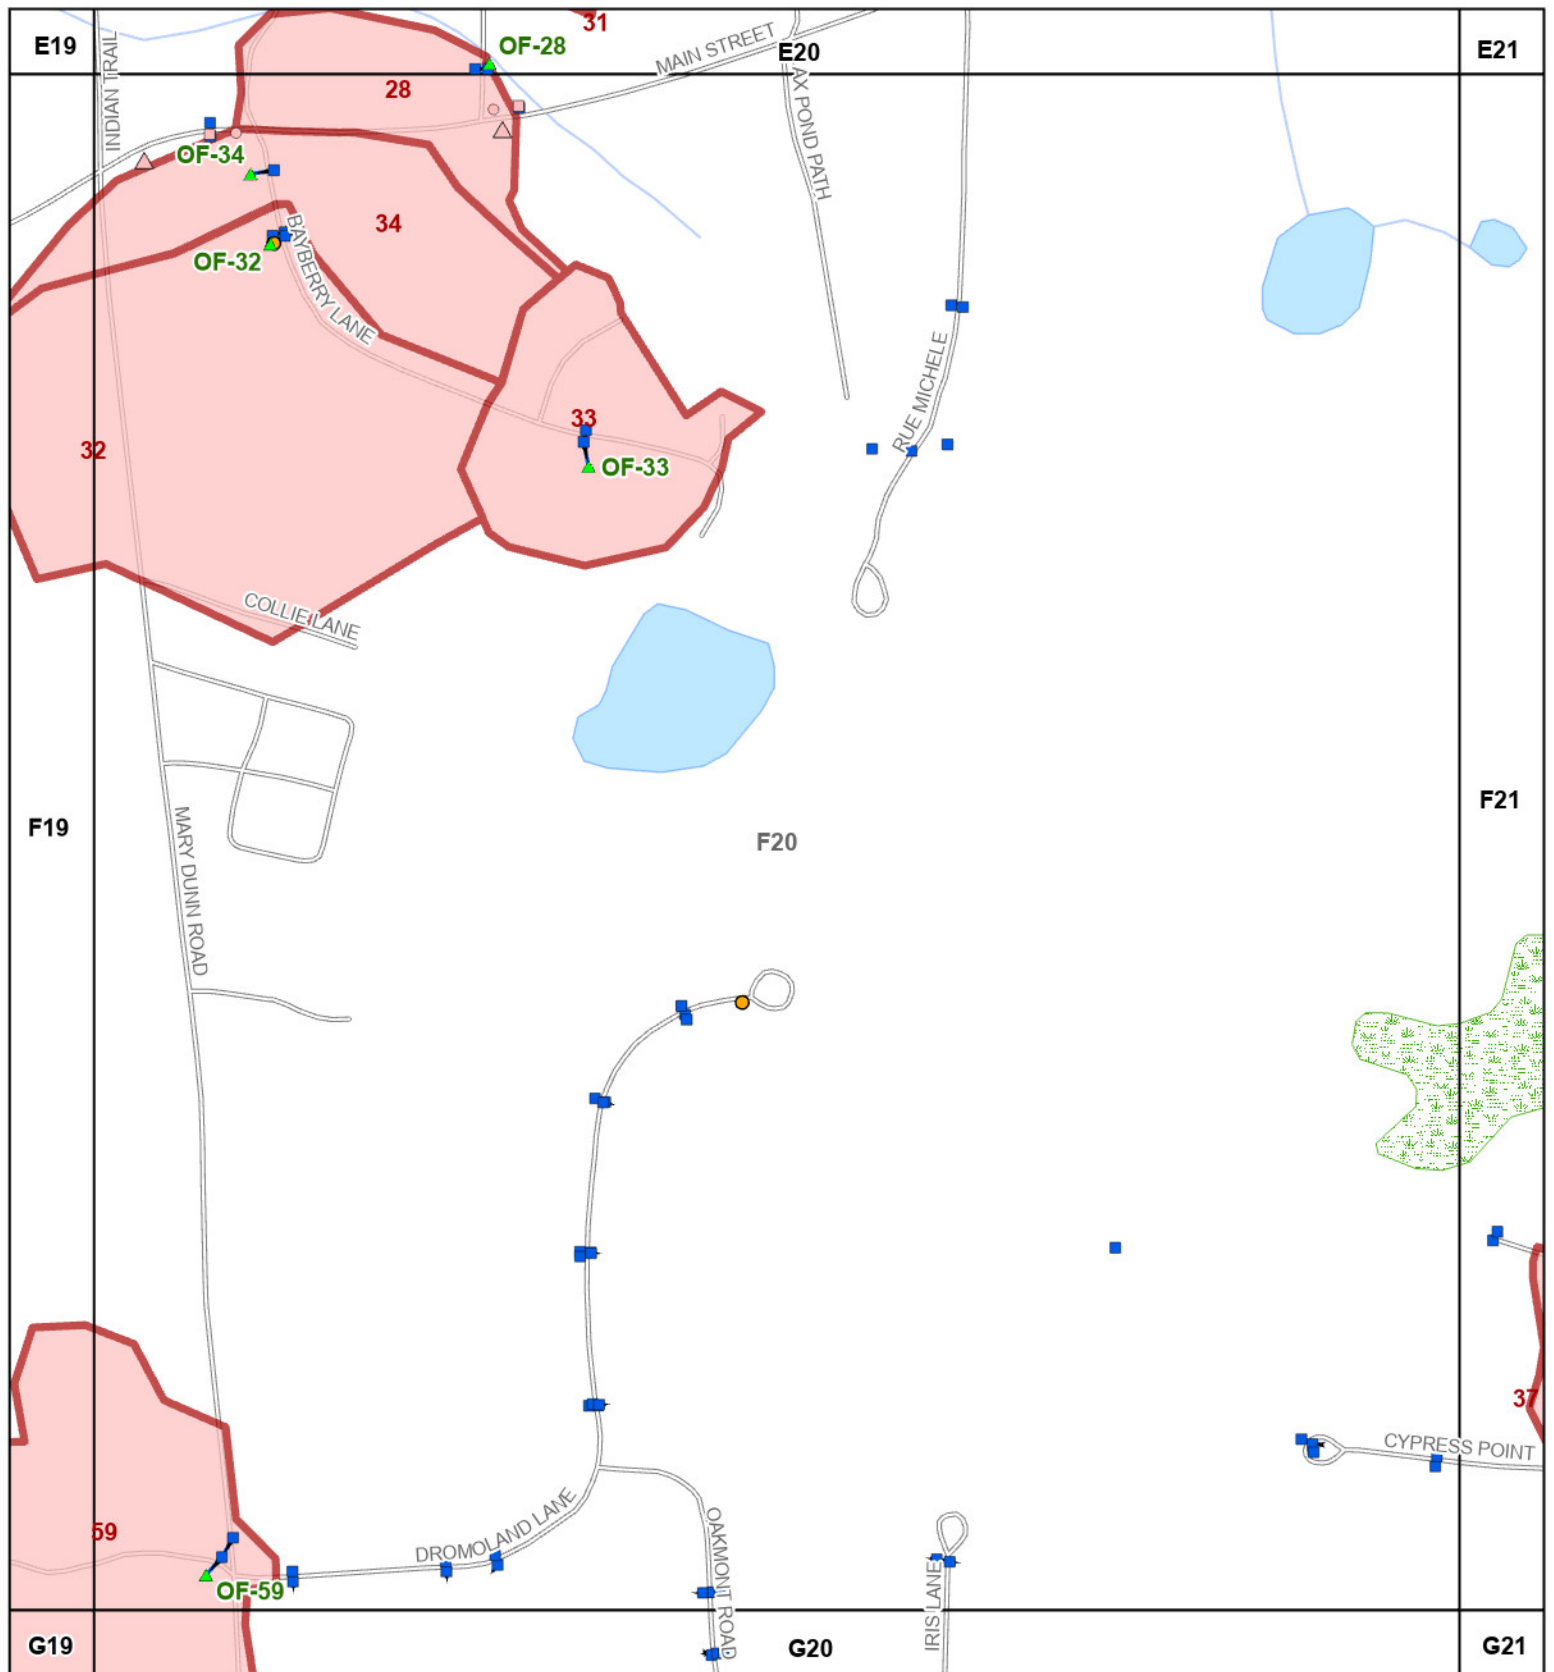 31
E19
INDIAN TRAIL
OF-28
MAIN STREET
E20
E21
28
AX POND PATH
OF-34
34
BAYBERRY LANE
OF-32
RUE MICHELE
33
32
OF-33
COLLIE LANE
F19
MARY DUNN ROAD
F20
F21
37
CYPRESS POINT
59
DROMOLAND LANE
OAKMONT ROAD
OF-59
IRIS LANE
G19
G20
G21